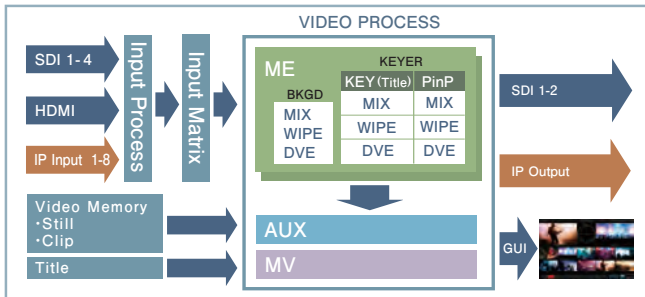 VIDEO PROCESS
SDI 1-4
HDMI
IP Input 1-8
Input Process
Input Matrix
ME
KEYER
BKGD
KEY (Title) PinP
MIX MIX MIX
WIPE WIPE WIPE
DVE DVE DVE
SDI 1-2
IP Output
Video Memory
・Still
・Clip
Title
AUX
MV
GUI